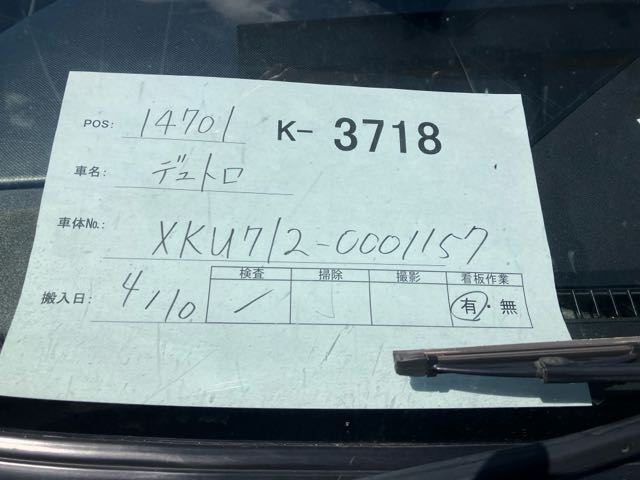 POS: 14701 K- 3718
車名: デュトロ
車体No.: XKU712-0001157
検査 掃除 撮影 看板作業
搬入日: 4/10 / 有・無